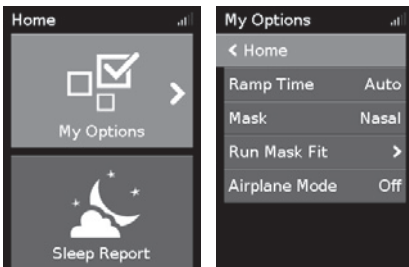 Home
My Options
Sleep Report
My Options
< Home
Ramp Time Auto
Mask Nasal
Run Mask Fit >
Airplane Mode Off